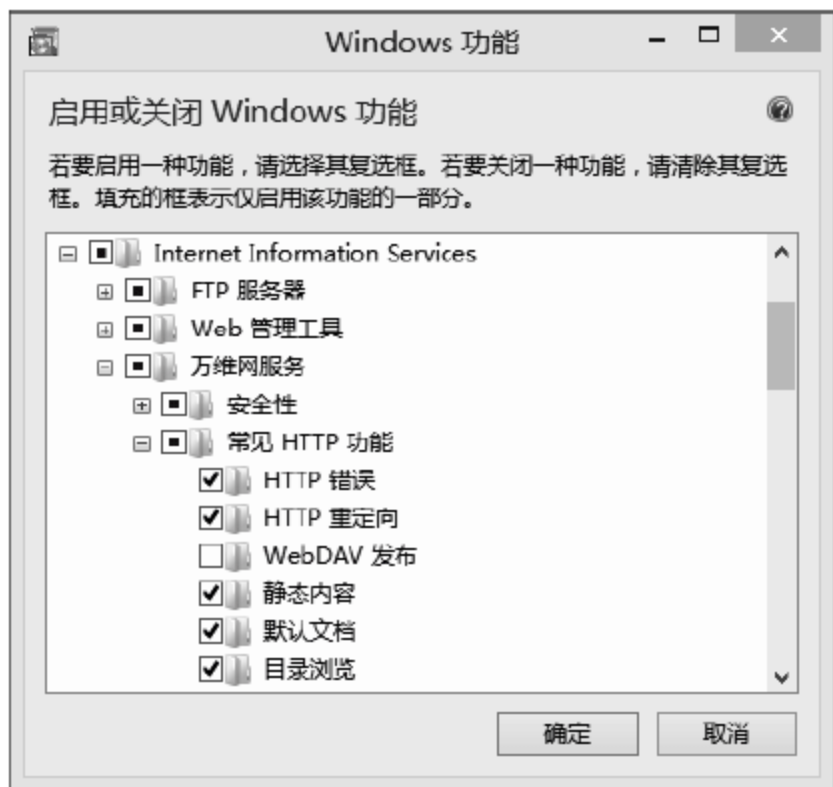 Windows 功能
启用或关闭 Windows 功能
若要启用一种功能，请选择其复选框。若要关闭一种功能，请清除其复选
框。填充的框表示仅启用该功能的一部分。
Internet Information Services
FTP 服务器
Web 管理工具
万维网服务
安全性
常见 HTTP 功能
HTTP 错误
HTTP 重定向
WebDAV 发布
静态内容
默认文档
目录浏览
确定
取消